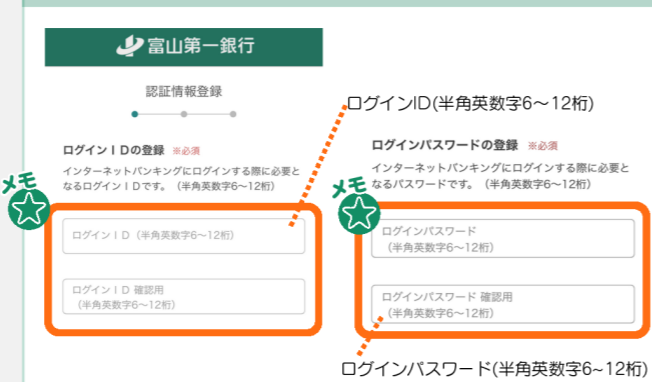 富山第一銀行
認証情報登録
ログインID(半角英数字6〜12桁)
ログインIDの登録 ※必須
インターネットバンキングにログインする際に必要と
なるログインIDです。（半角英数字6〜12桁）
メモ
ログインID（半角英数字6〜12桁）
ログインID 確認用
（半角英数字6〜12桁）
ログインパスワードの登録 ※必須
インターネットバンキングにログインする際に必要と
なるパスワードです。（半角英数字6〜12桁）
メモ
ログインパスワード
（半角英数字6〜12桁）
ログインパスワード 確認用
（半角英数字6〜12桁）
ログインパスワード(半角英数字6~12桁)